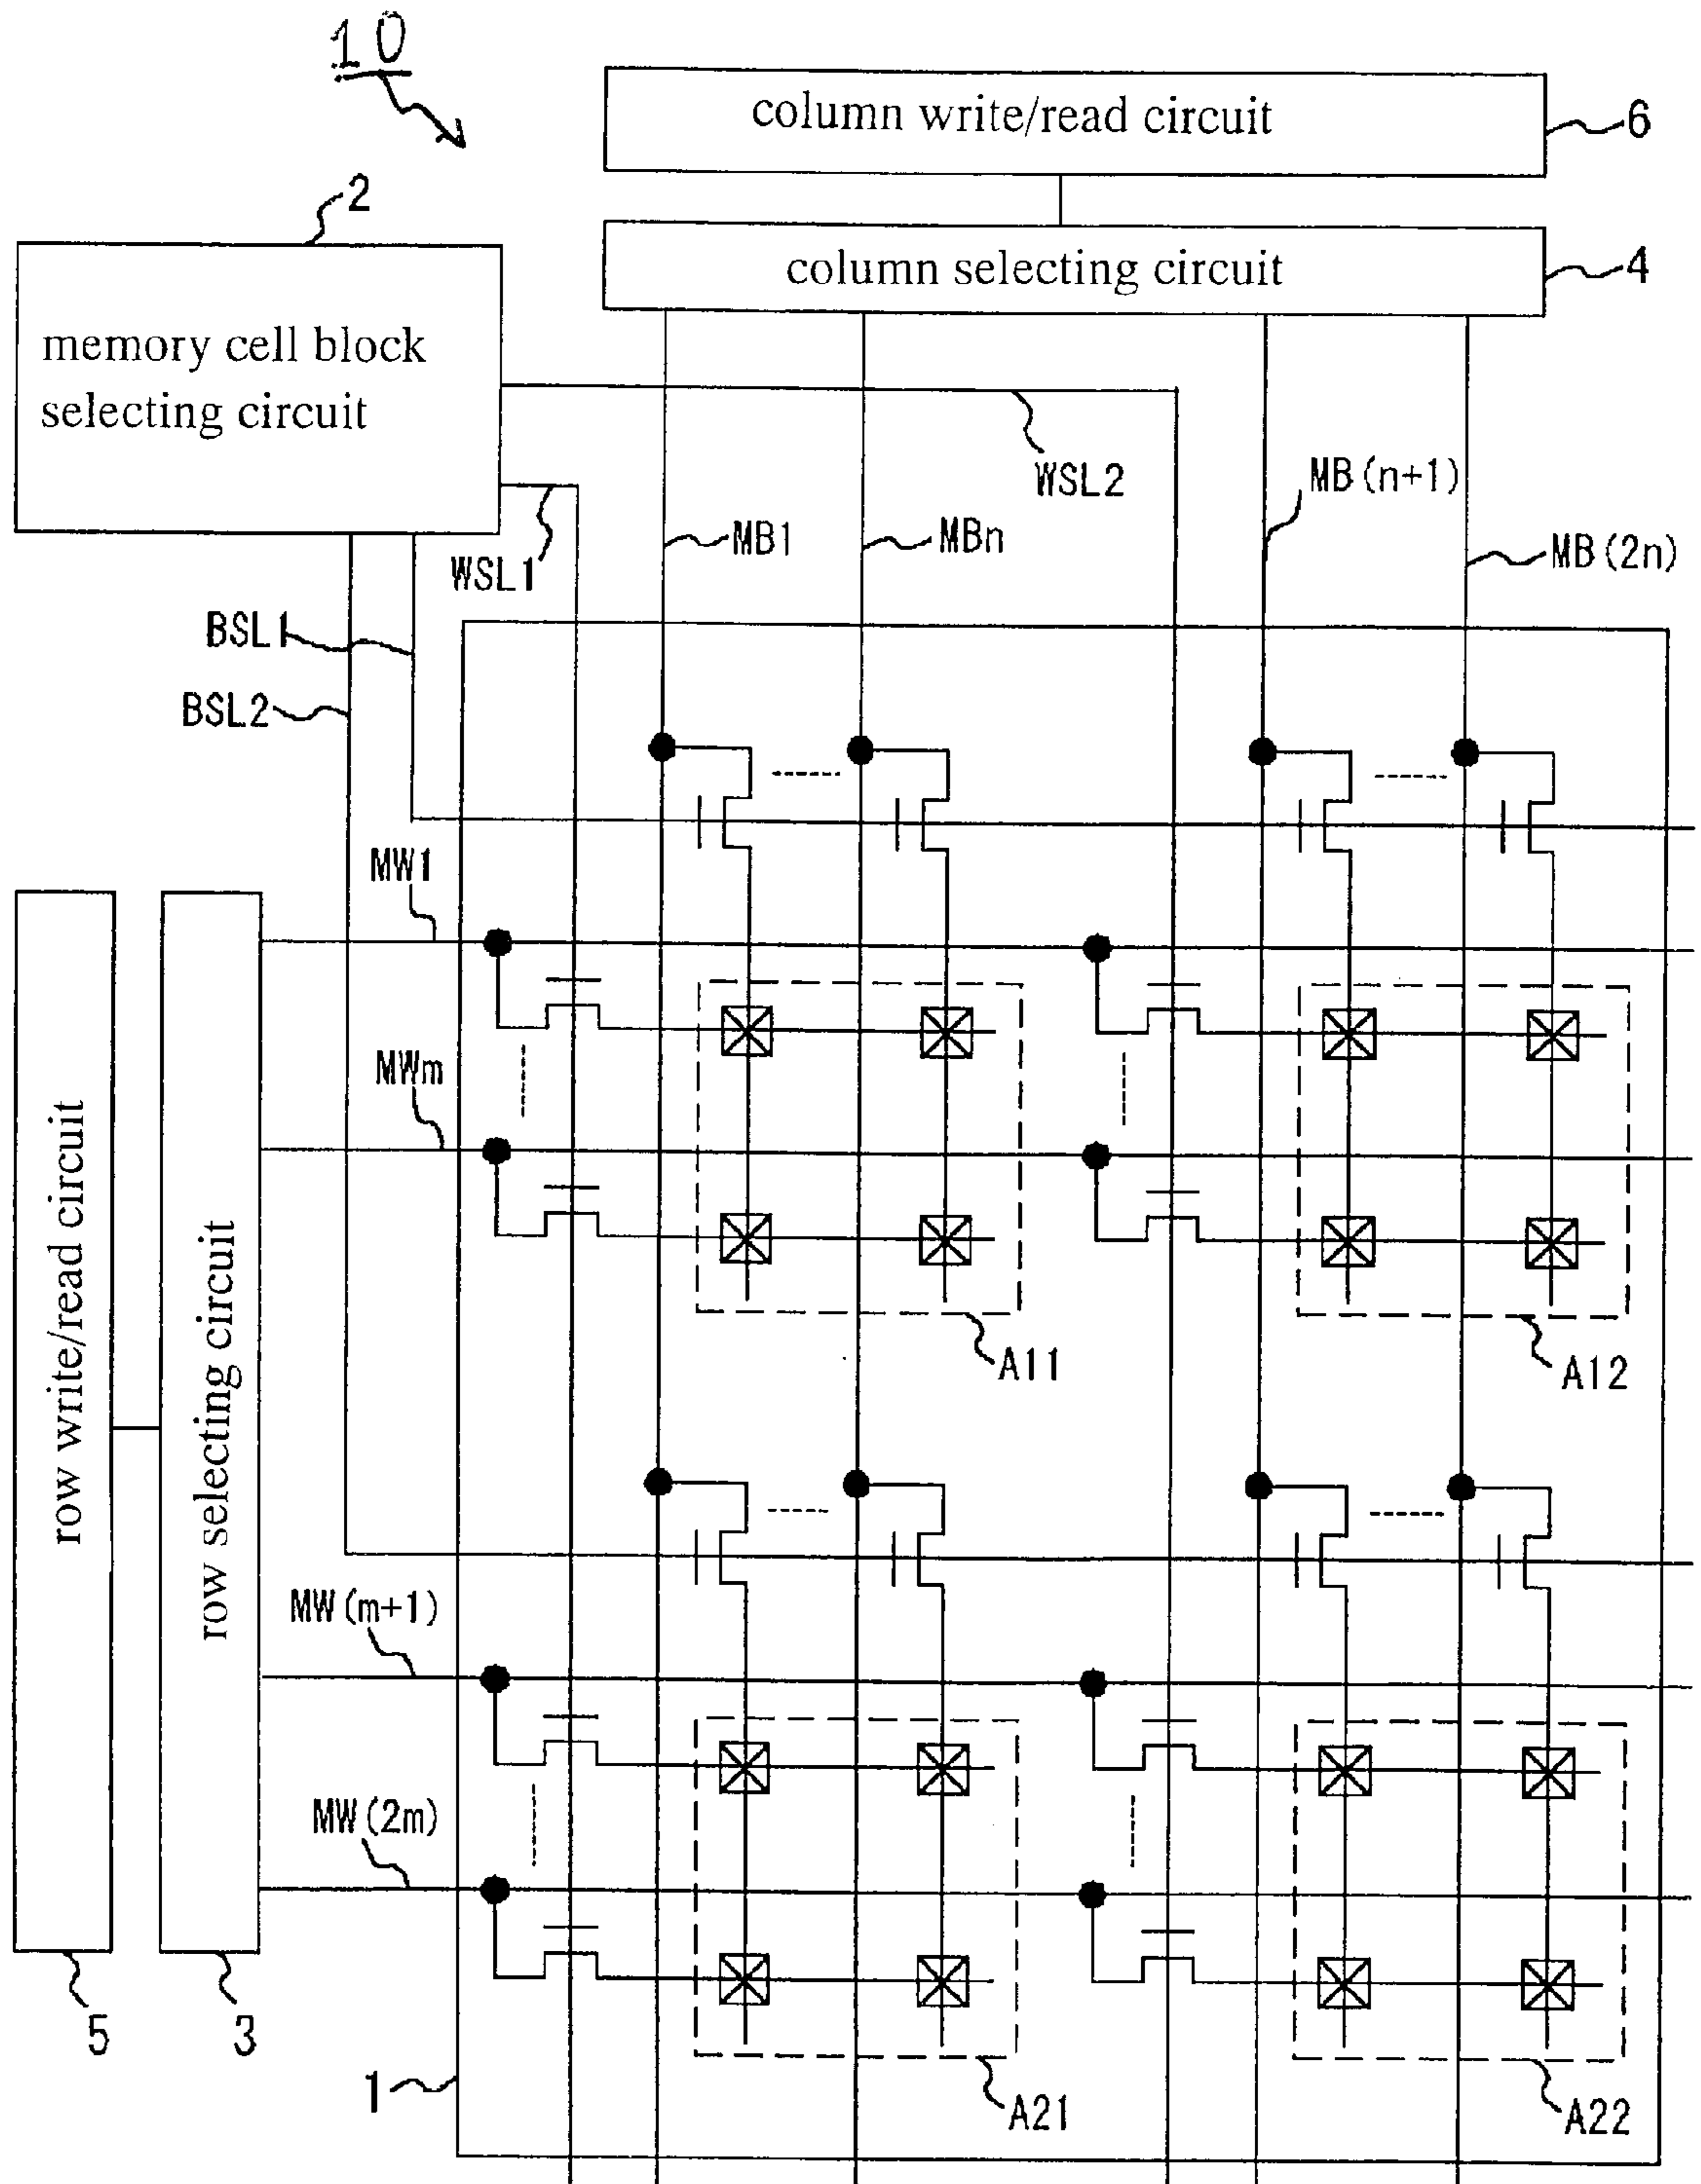 10
column write/read circuit
6
2
column selecting circuit
4
memory cell block
selecting circuit
WSL2
MB(n+1)
MB1
MBn
MB(2n)
WSL1
BSL1
BSL2
MW1
MWm
row write/read circuit
row selecting circuit
A11
A12
MW(m+1)
MW(2m)
5
3
1
A21
A22